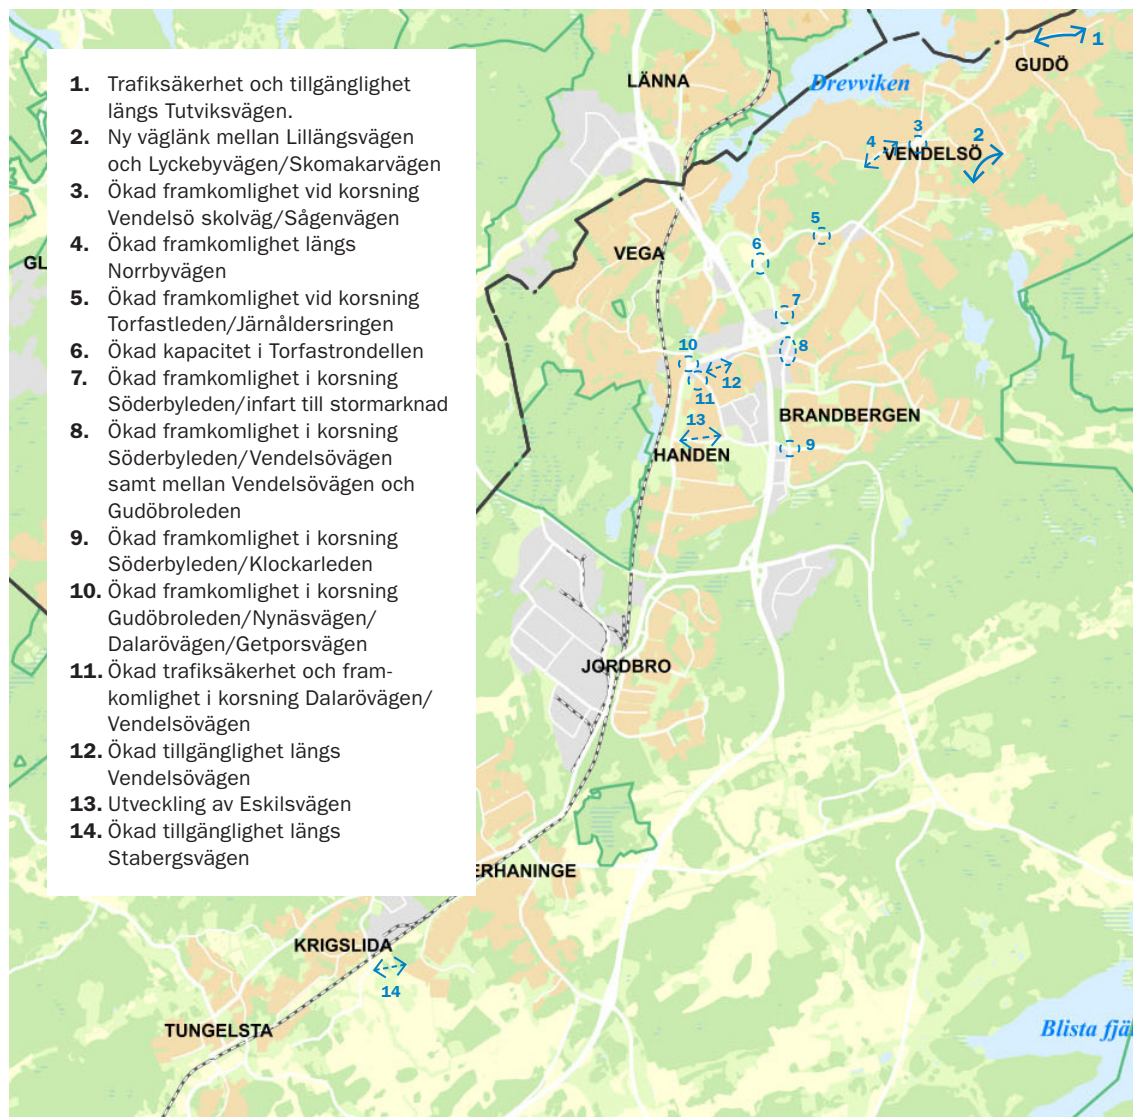 1. Trafiksäkerhet och tillgänglighet
längs Tutviksvägen.
2. Ny väglänk mellan Lillängsvägen
och Lyckebyvägen/Skomakarvägen
3. Ökad framkomlighet vid korsning
Vendelsö skolväg/Sågenvägen
4. Ökad framkomlighet längs
Norrbyvägen
5. Ökad framkomlighet vid korsning
Torfastleden/Järnåldersringen
6. Ökad kapacitet i Torfastrondellen
7. Ökad framkomlighet i korsning
Söderbyleden/infart till stormarknad
8. Ökad framkomlighet i korsning
Söderbyleden/Vendelsövägen
samt mellan Vendelsövägen och
Gudöbroleden
9. Ökad framkomlighet i korsning
Söderbyleden/Klockarleden
10. Ökad framkomlighet i korsning
Gudöbroleden/Nynäsvägen/
Dalarövägen/Getporsvägen
11. Ökad trafiksäkerhet och fram-
komlighet i korsning Dalarövägen/
Vendelsövägen
12. Ökad tillgänglighet längs
Vendelsövägen
13. Utveckling av Eskilsvägen
14. Ökad tillgänglighet längs
Stabergsvägen
1
GUDÖ
LÄNNA
Drevviken
3
2
4
VENDELSÖ
5
6
VEGA
GL
7
8
10
12
11
BRANDBERGEN
13
9
HANDEN
JORDBRO
ERHANINGE
KRIGSLIDA
14
TUNGELSTA
Blista fjä